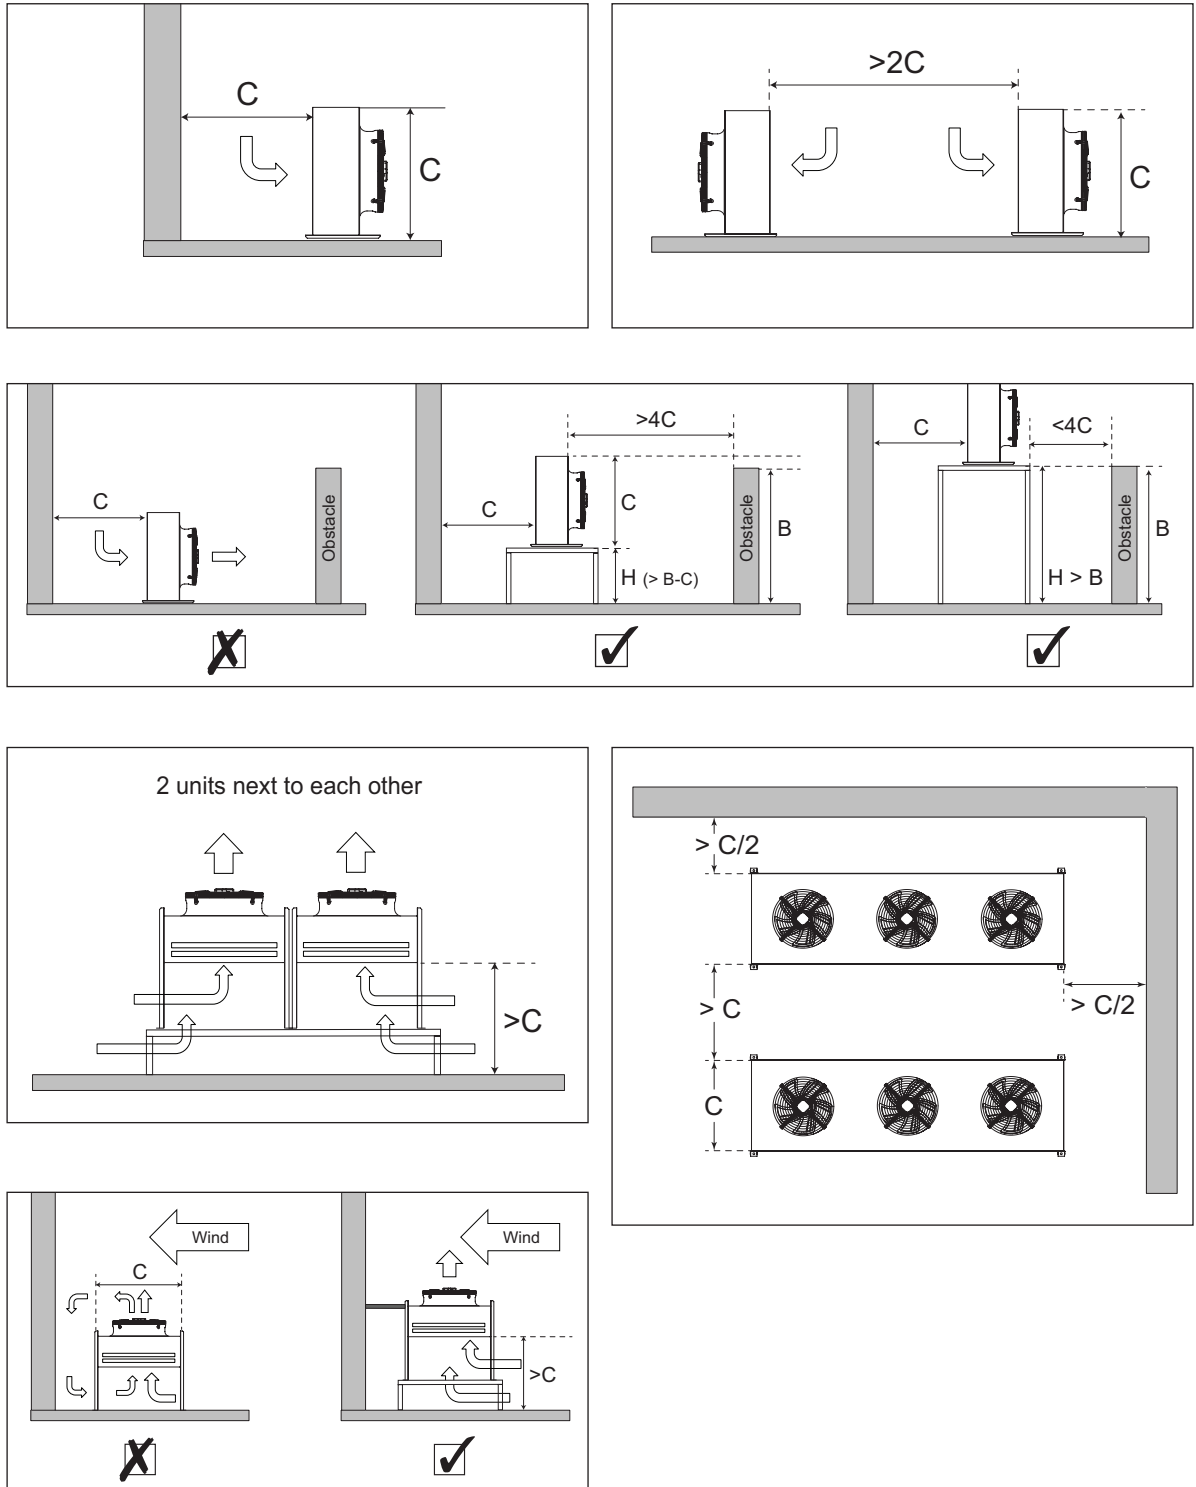 C
C
>2C
C
C
Obstacle
>4C
C
C
H (> B-C)
Obstacle
B
C
<4C
H > B
Obstacle
B
2 units next to each other
>C
> C/2
> C/2
> C
C
Wind
C
Wind
>C